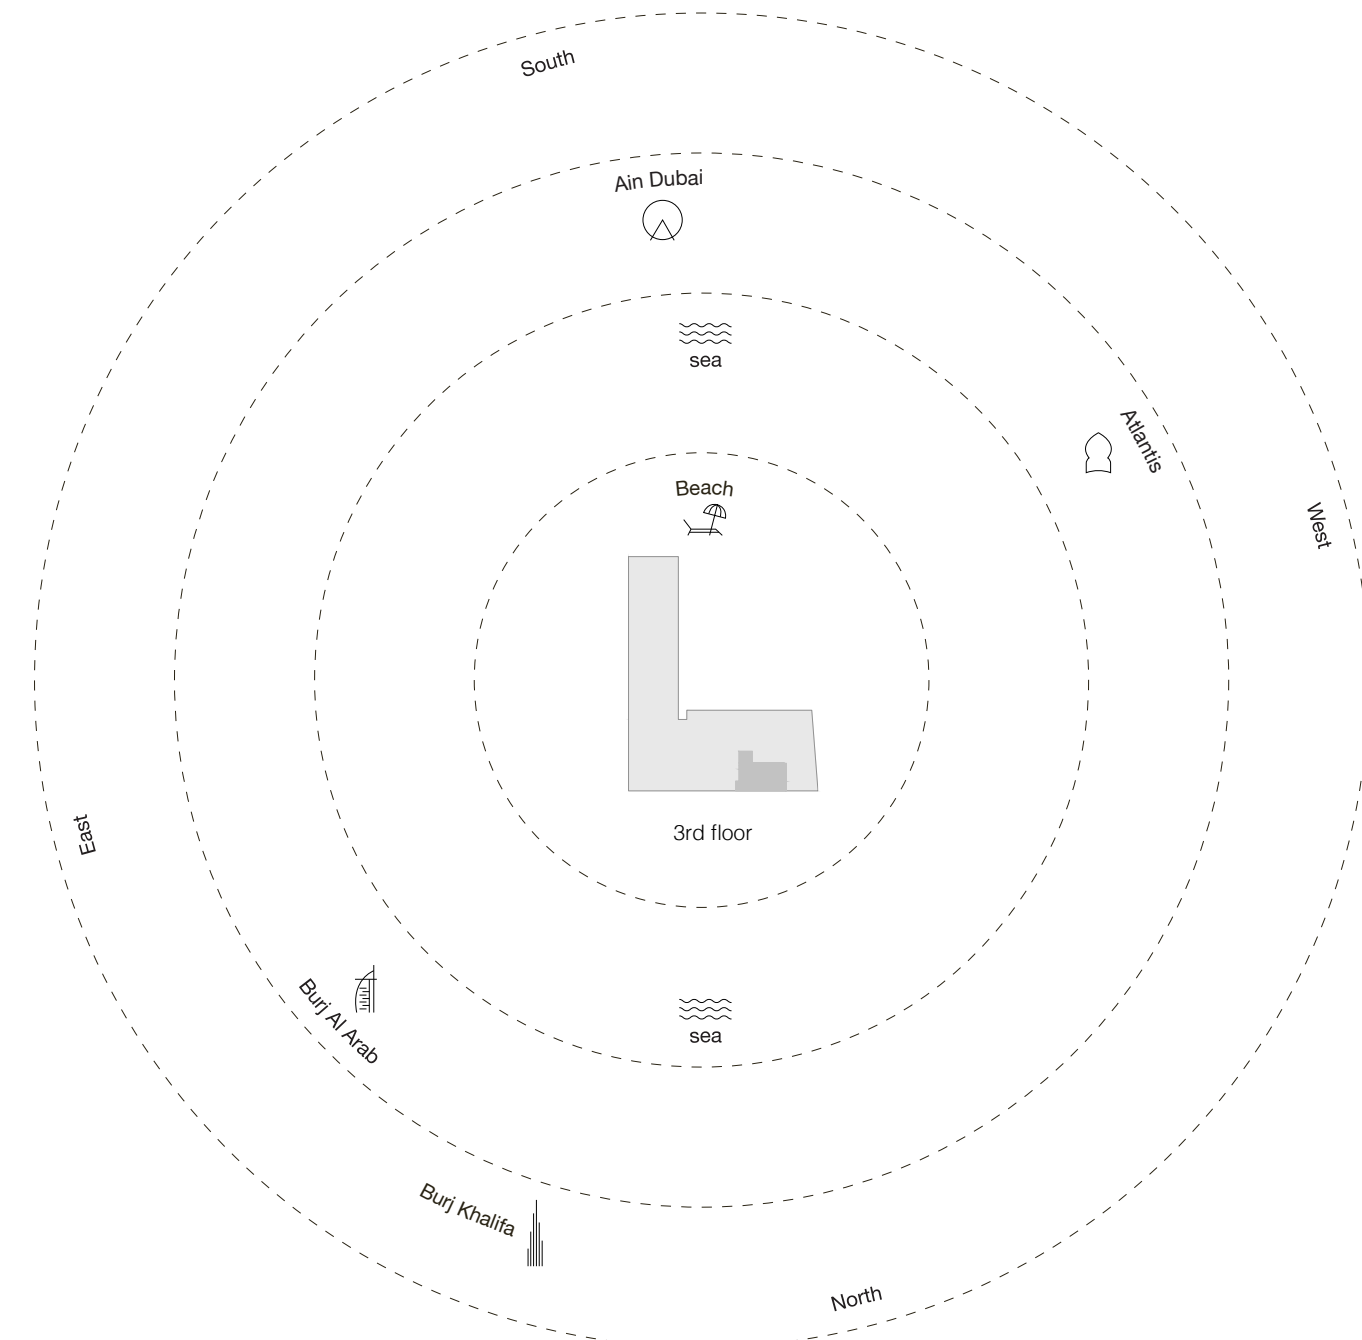 South
Ain Dubai
sea
Atlantis
Beach
West
3rd floor
East
Burj Al Arab
sea
Burj Khalifa
North